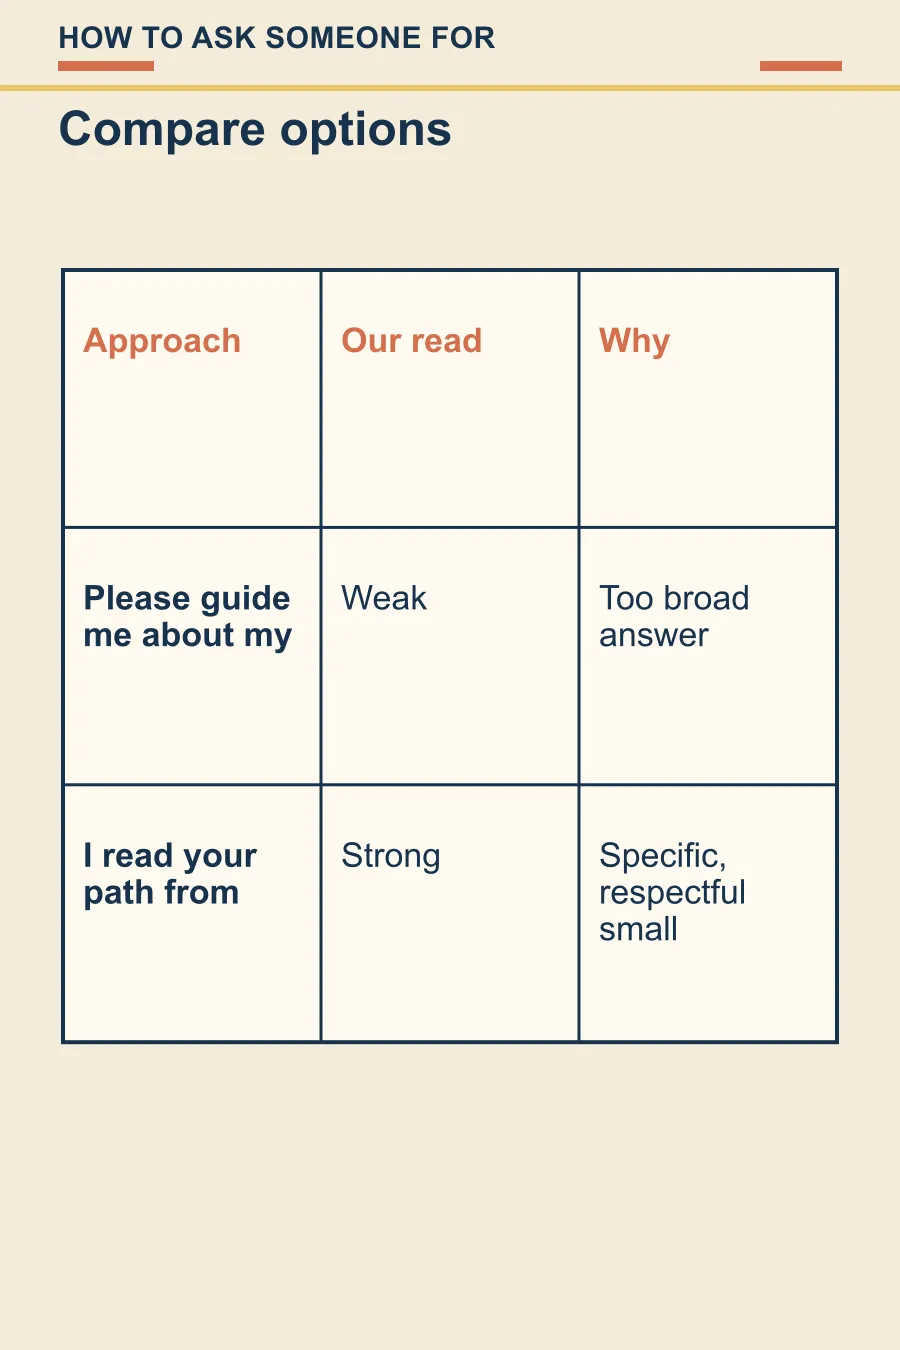 HOW TO ASK SOMEONE FOR
Compare options
Approach
Our read
Why
Please guide
me about my
Weak
Too broad
answer
I read your
path from
Strong
Specific,
respectful
small